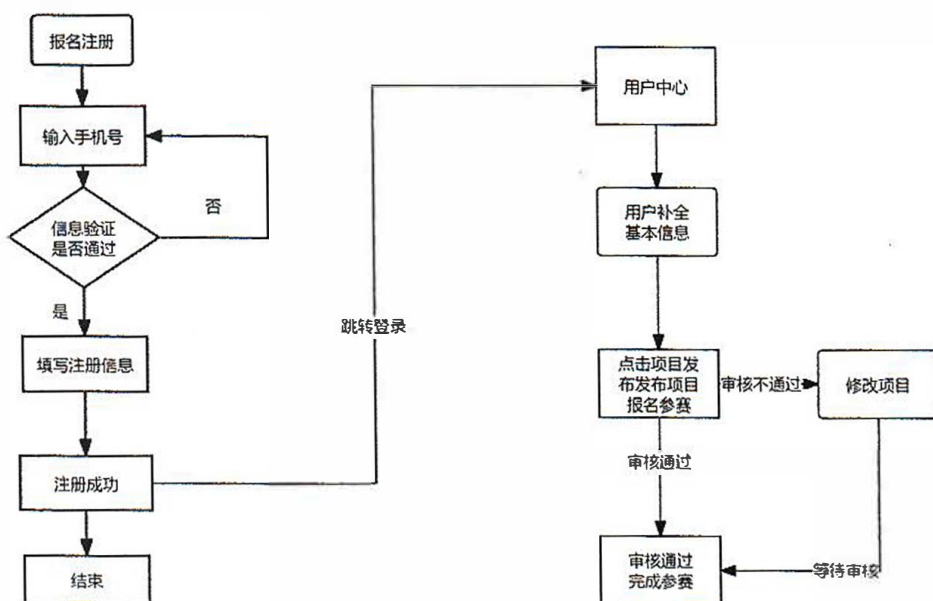 报名注册
输入手机号
信息验证
是否通过
否
是
填写注册信息
注册成功
结束
跳转登录
用户中心
用户补全
基本信息
点击项目发
布发布项目
报名参赛
审核不通过
修改项目
审核通过
审核通过
完成参赛
等待审核